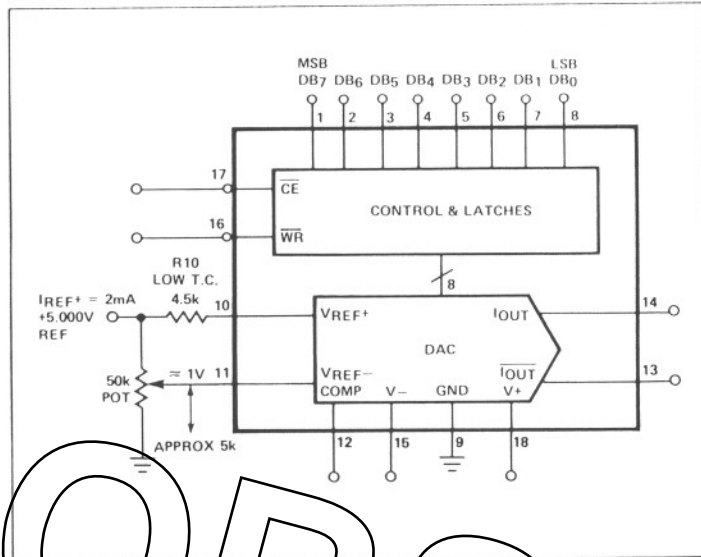 MSB LSB
DB7 DB6 DB5 DB4 DB3 DB2 DB1 DB0
1 2 3 4 5 6 7 8
17 CE
CONTROL & LATCHES
16 WR
R10
LOW T.C.
4.5k
8
IREF+ = 2mA
+5.000V
REF
10 VREF+ IOUT 14
DAC
≈ 1V 11 VREF− IOUT 13
50k
POT
COMP V− GND V+
APPROX 5k
12 15 9 18